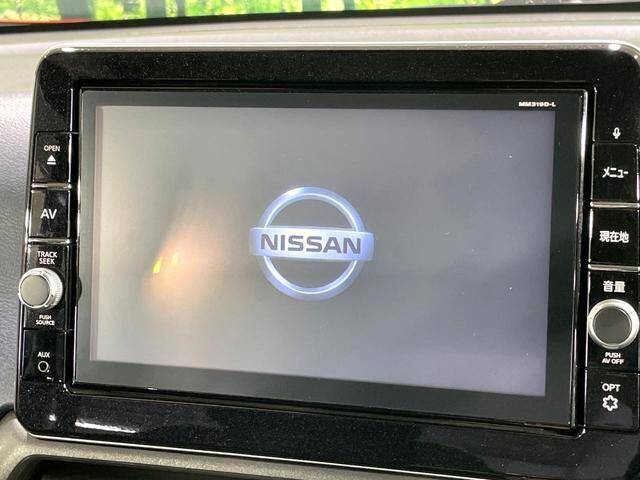 MM319D-L
OPEN
AV
TRACK
SEEK
PUSH
SOURCE
AUX
NISSAN
メニュー
現在地
音量
PUSH
AV OFF
OPT